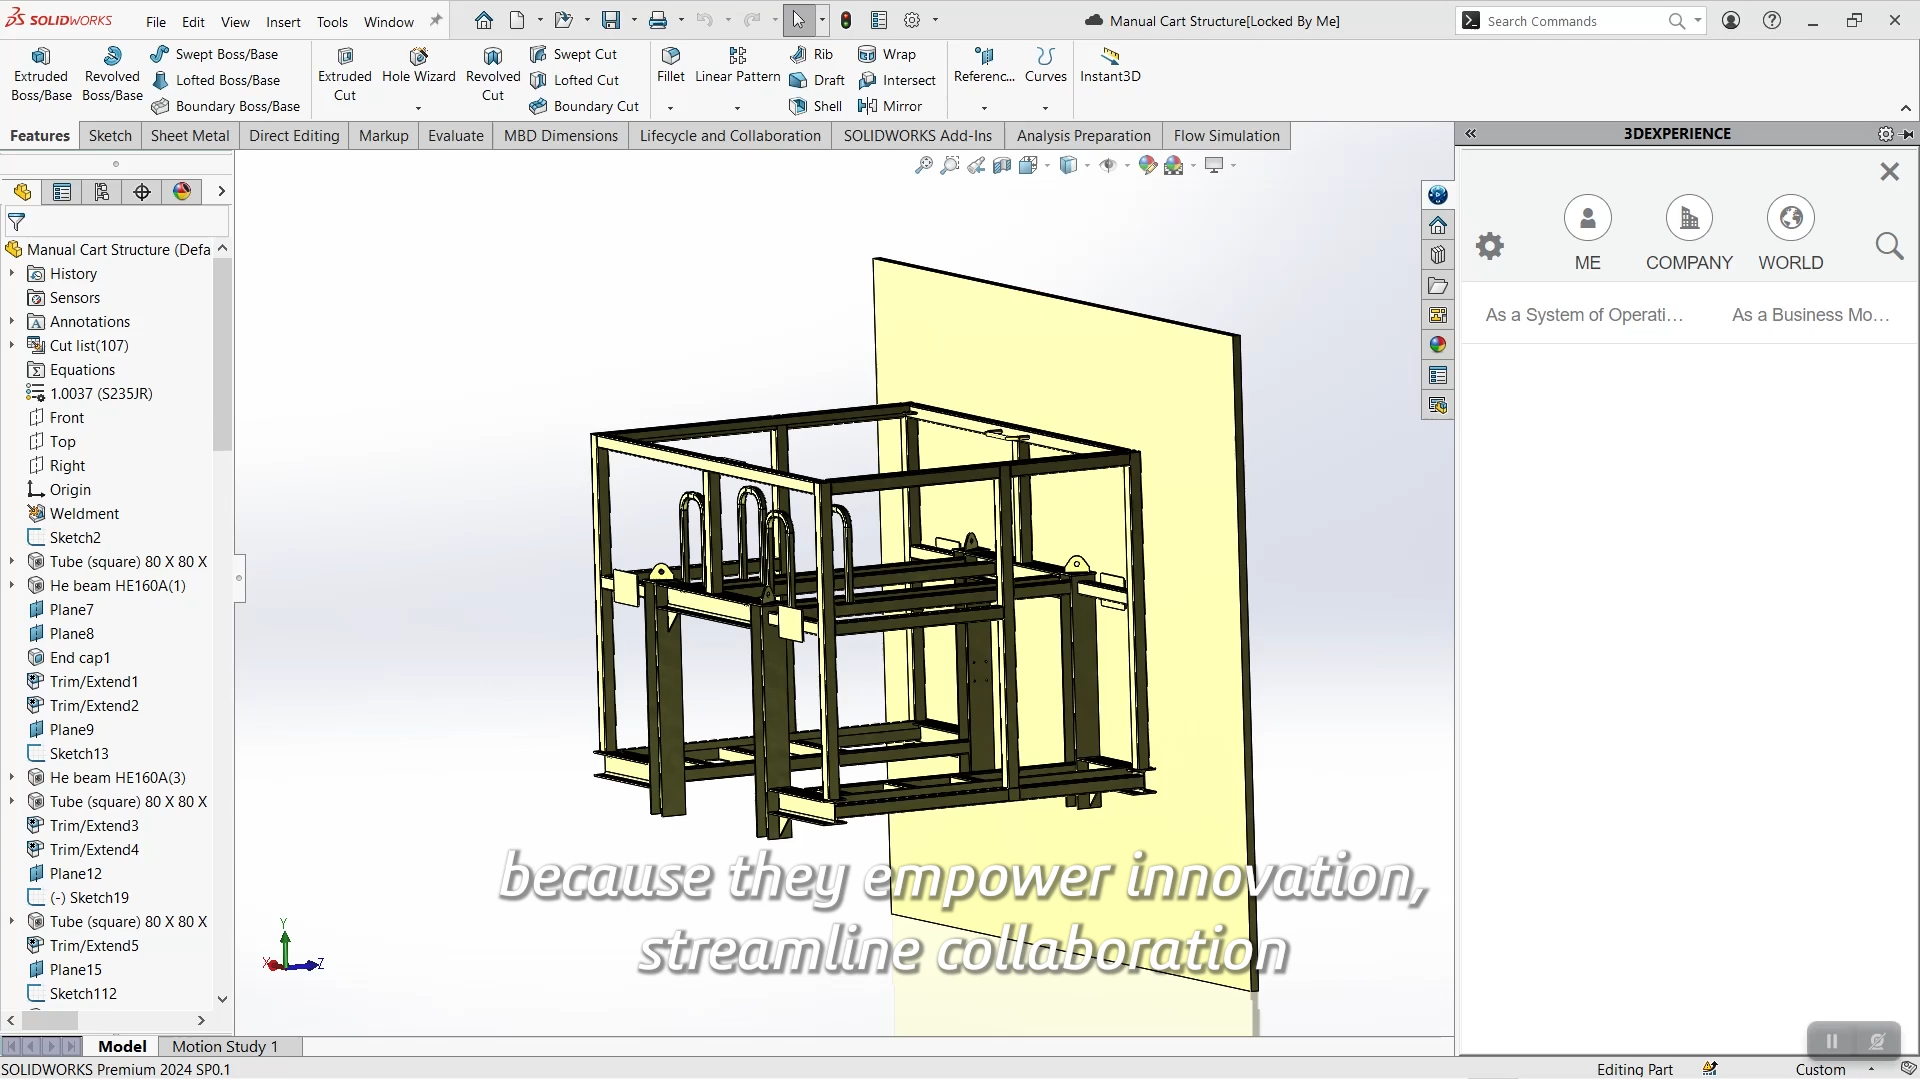 SOLIDWORKS
File Edit View Insert Tools Window
Manual Cart Structure[Locked By Me]
Search Commands
Extruded Boss/Base
Revolved Boss/Base
Swept Boss/Base
Lofted Boss/Base
Boundary Boss/Base
Extruded Cut
Hole Wizard
Revolved Cut
Swept Cut
Lofted Cut
Boundary Cut
Fillet
Linear Pattern
Rib
Draft
Shell
Wrap
Intersect
Mirror
Referenc...
Curves
Instant3D
Features Sketch Sheet Metal Direct Editing Markup Evaluate MBD Dimensions Lifecycle and Collaboration SOLIDWORKS Add-Ins Analysis Preparation Flow Simulation
3DEXPERIENCE
ME COMPANY WORLD
As a System of Operati... As a Business Mo...
Manual Cart Structure (Defa
History
Sensors
Annotations
Cut list(107)
Equations
1.0037 (S235JR)
Front
Top
Right
Origin
Weldment
Sketch2
Tube (square) 80 X 80 X
He beam HE160A(1)
Plane7
Plane8
End cap1
Trim/Extend1
Trim/Extend2
Plane9
Sketch13
He beam HE160A(3)
Tube (square) 80 X 80 X
Trim/Extend3
Trim/Extend4
Plane12
(-) Sketch19
Tube (square) 80 X 80 X
Trim/Extend5
Plane15
Sketch112
Y
X Z
because they empower innovation,
streamline collaboration
Model Motion Study 1
SOLIDWORKS Premium 2024 SP0.1
Editing Part Custom